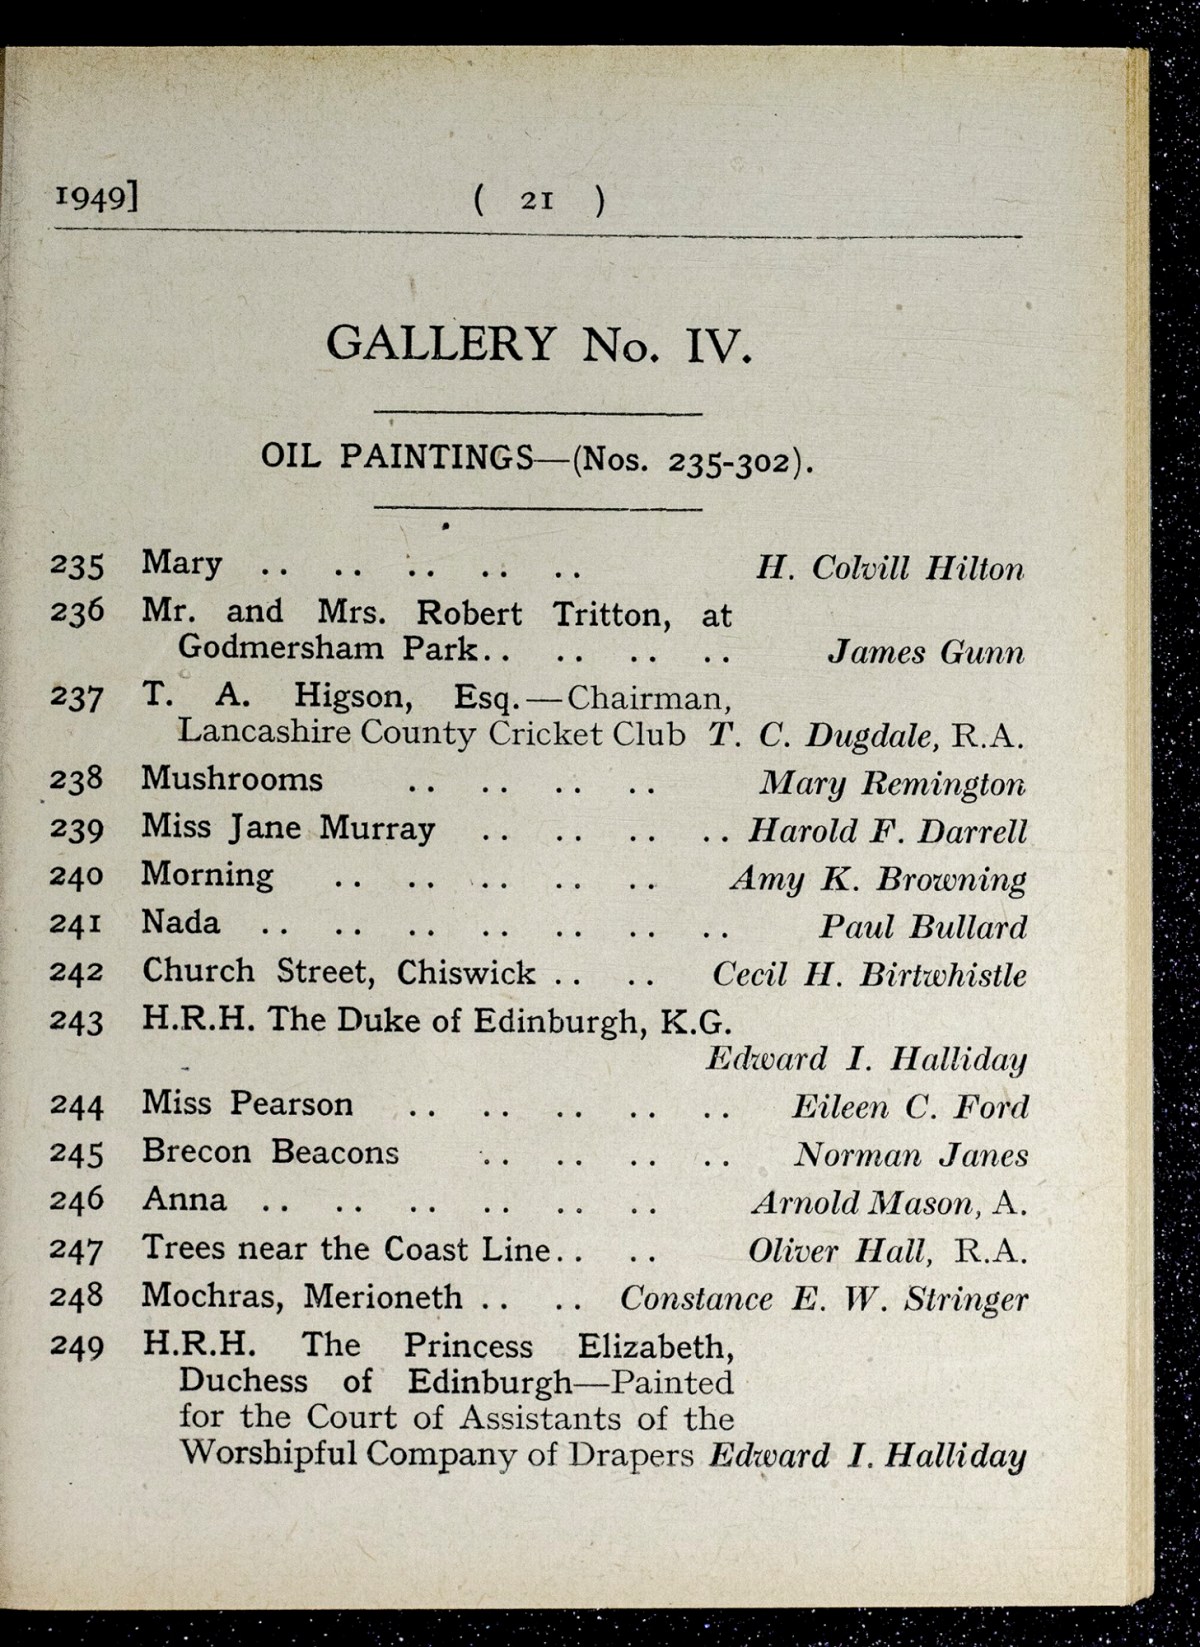 1949] ( 21 )
GALLERY No. IV.
OIL PAINTINGS—(Nos. 235-302).
235 Mary .. .. .. .. .. H. Colvill Hilton
236 Mr. and Mrs. Robert Tritton, at
Godmersham Park.. .. .. .. James Gunn
237 T. A. Higson, Esq.—Chairman,
Lancashire County Cricket Club T. C. Dugdale, R.A.
238 Mushrooms .. .. .. .. Mary Remington
239 Miss Jane Murray .. .. .. .. Harold F. Darrell
240 Morning .. .. .. .. .. Amy K. Browning
241 Nada .. .. .. .. .. .. .. Paul Bullard
242 Church Street, Chiswick .. .. Cecil H. Birtwhistle
243 H.R.H. The Duke of Edinburgh, K.G.
Edward I. Halliday
244 Miss Pearson .. .. .. .. .. Eileen C. Ford
245 Brecon Beacons .. .. .. .. Norman Janes
246 Anna .. .. .. .. .. .. Arnold Mason, A.
247 Trees near the Coast Line.. .. Oliver Hall, R.A.
248 Mochras, Merioneth .. .. Constance E. W. Stringer
249 H.R.H. The Princess Elizabeth,
Duchess of Edinburgh—Painted
for the Court of Assistants of the
Worshipful Company of Drapers Edward I. Halliday